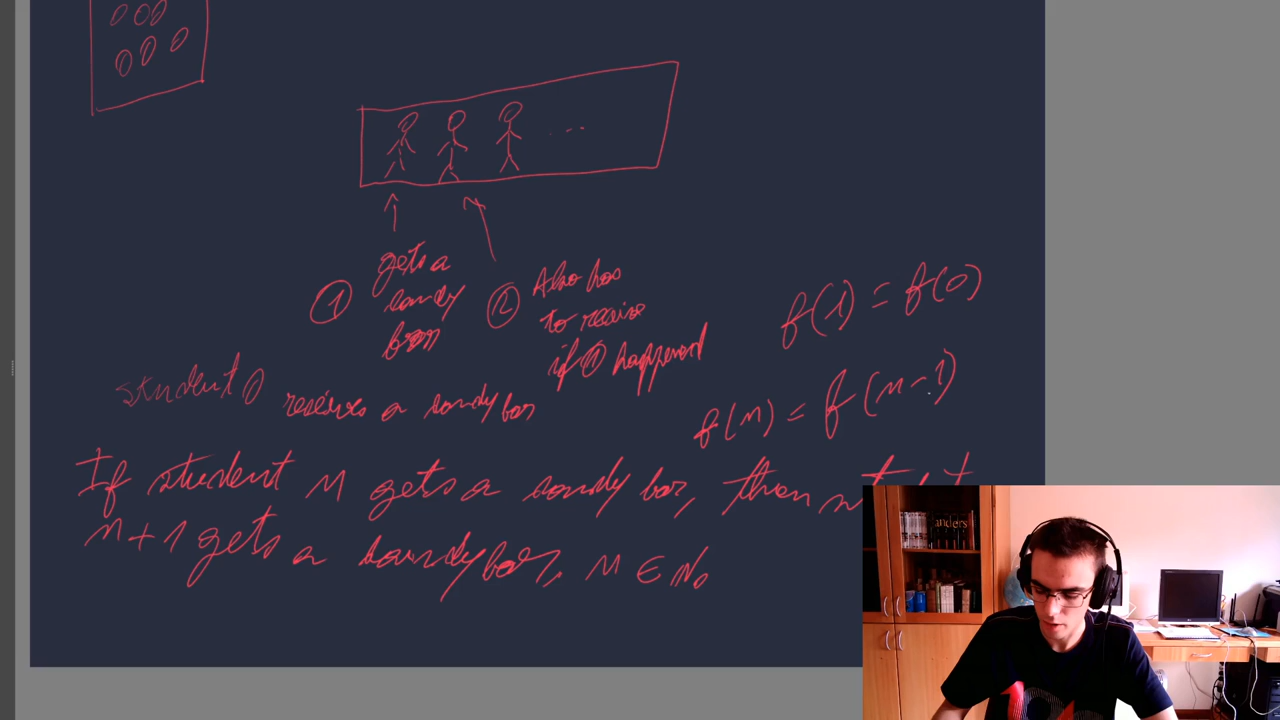 ① gets a
candy
bar
② Also has
to receive
if ① happened
f(1) = f(0)
student 0 receives a candy bar
f(n) = f(n-1)
If student n gets a candy bar, then
n+1 gets a candy bar, n ∈ N₀
anders